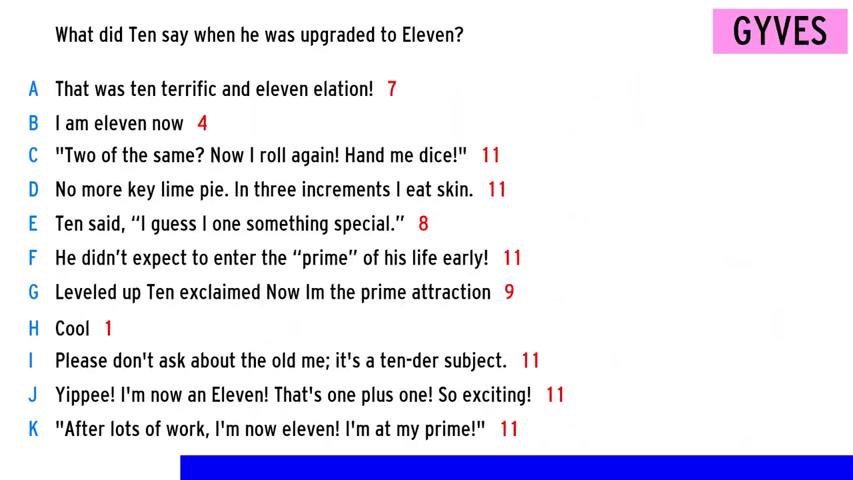 What did Ten say when he was upgraded to Eleven?
GYVES
A That was ten terrific and eleven elation! 7
B I am eleven now 4
C "Two of the same? Now I roll again! Hand me dice!" 11
D No more key lime pie. In three increments I eat skin. 11
E Ten said, “I guess I one something special.” 8
F He didn’t expect to enter the “prime” of his life early! 11
G Leveled up Ten exclaimed Now Im the prime attraction 9
H Cool 1
I Please don't ask about the old me; it's a ten-der subject. 11
J Yippee! I'm now an Eleven! That's one plus one! So exciting! 11
K "After lots of work, I'm now eleven! I'm at my prime!" 11